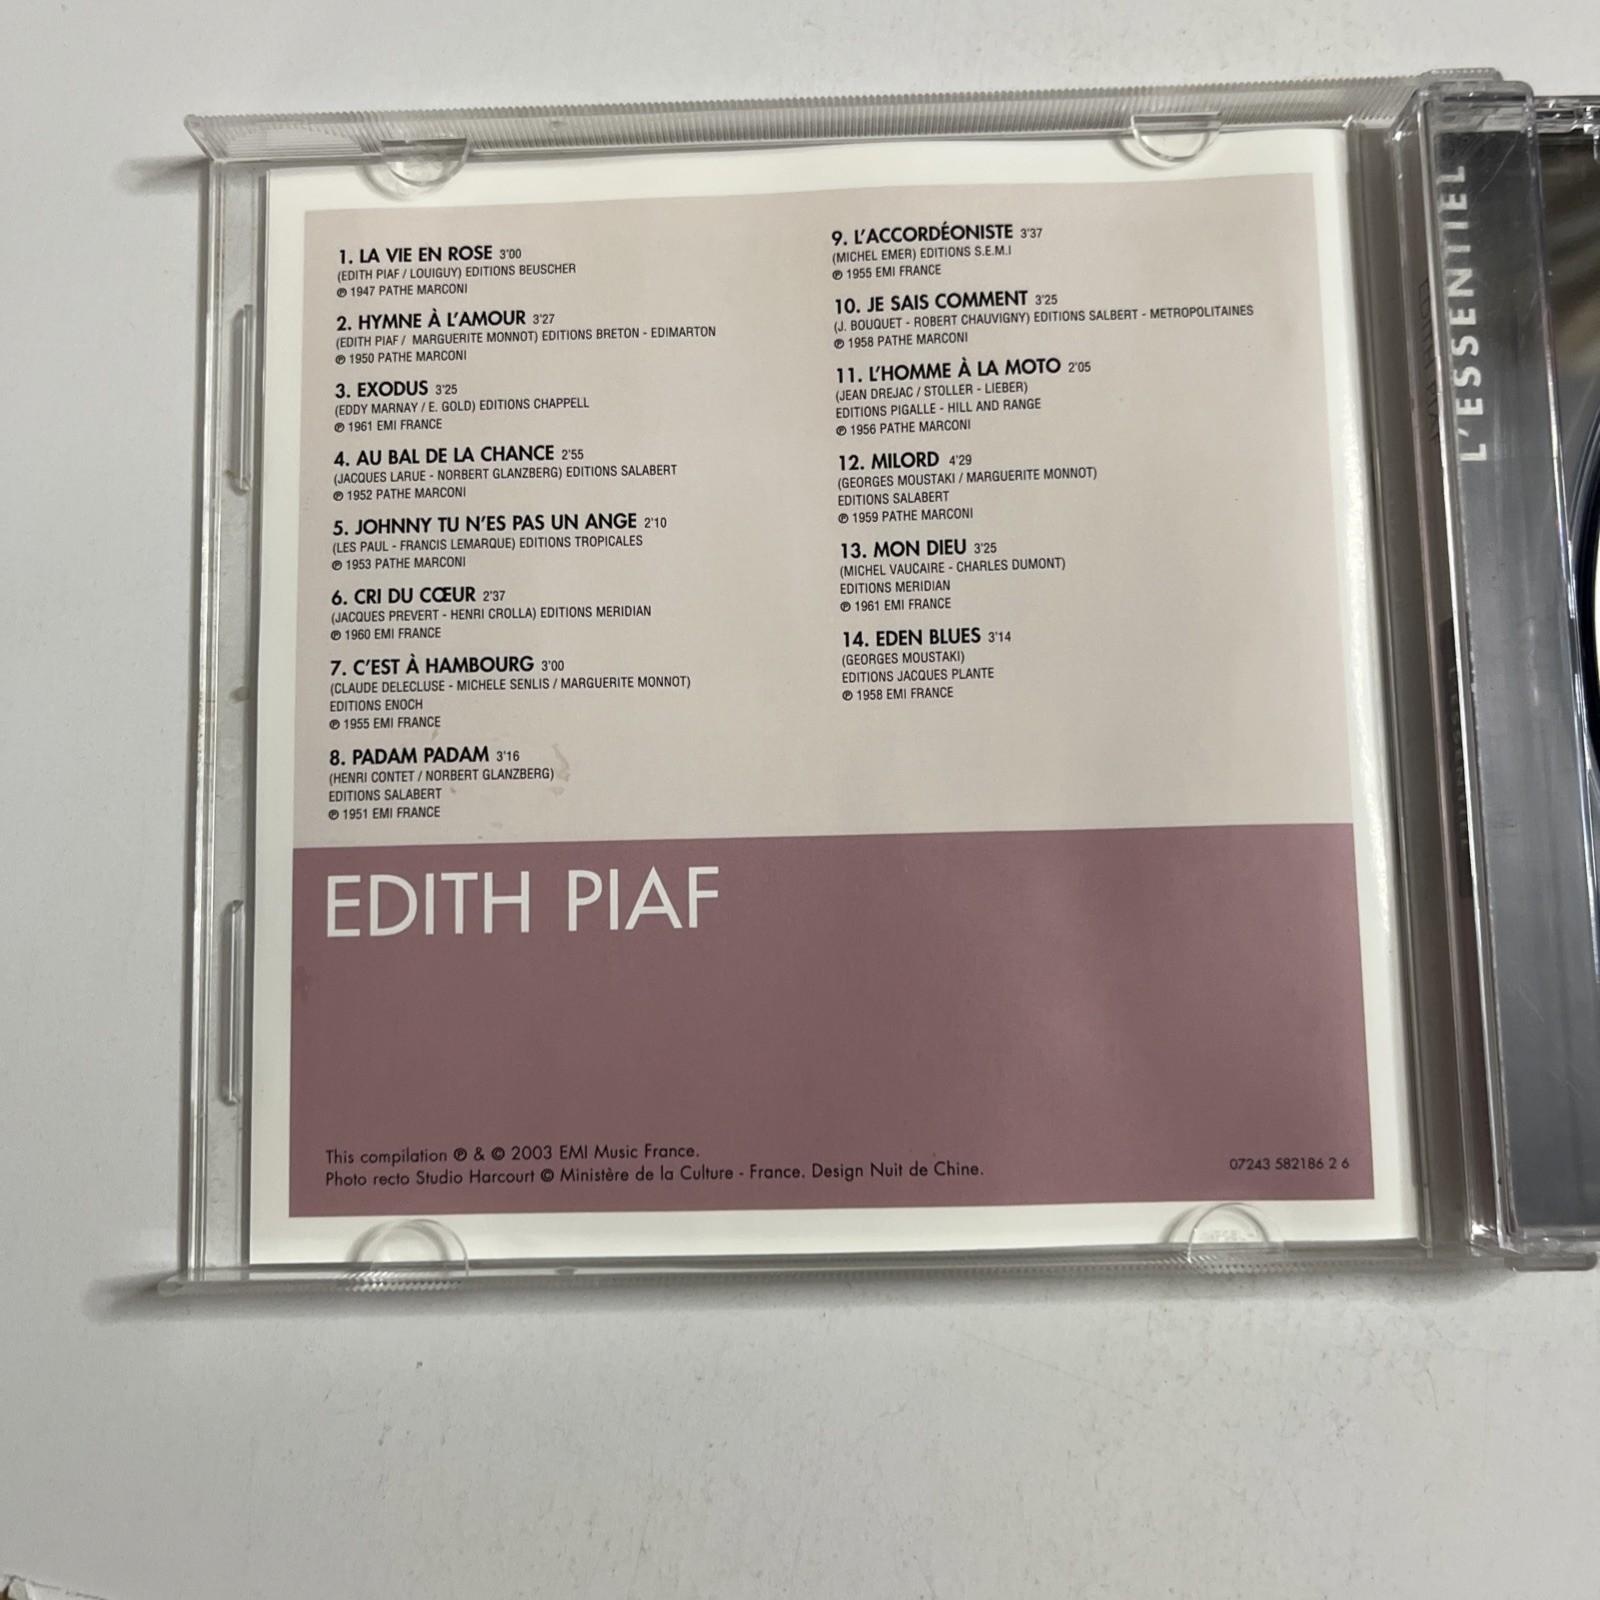 1. LA VIE EN ROSE 3'00
(EDITH PIAF / LOUIGUY) EDITIONS BEUSCHER
℗ 1947 PATHE MARCONI
2. HYMNE À L'AMOUR 3'27
(EDITH PIAF / MARGUERITE MONNOT) EDITIONS BRETON - EDIMARTON
℗ 1950 PATHE MARCONI
3. EXODUS 3'25
(EDDY MARNAY / E. GOLD) EDITIONS CHAPPELL
℗ 1961 EMI FRANCE
4. AU BAL DE LA CHANCE 2'55
(JACQUES LARUE - NORBERT GLANZBERG) EDITIONS SALABERT
℗ 1952 PATHE MARCONI
5. JOHNNY TU N'ES PAS UN ANGE 2'10
(LES PAUL - FRANCIS LEMARQUE) EDITIONS TROPICALES
℗ 1953 PATHE MARCONI
6. CRI DU CŒUR 2'37
(JACQUES PREVERT - HENRI CROLLA) EDITIONS MERIDIAN
℗ 1960 EMI FRANCE
7. C'EST À HAMBOURG 3'00
(CLAUDE DELECLUSE - MICHELE SENLIS / MARGUERITE MONNOT)
EDITIONS ENOCH
℗ 1955 EMI FRANCE
8. PADAM PADAM 3'16
(HENRI CONTET / NORBERT GLANZBERG)
EDITIONS SALABERT
℗ 1951 EMI FRANCE
9. L'ACCORDÉONISTE 3'37
(MICHEL EMER) EDITIONS S.E.M.I
℗ 1955 EMI FRANCE
10. JE SAIS COMMENT 3'25
(J. BOUQUET - ROBERT CHAUVIGNY) EDITIONS SALBERT - METROPOLITAINES
℗ 1958 PATHE MARCONI
11. L'HOMME À LA MOTO 2'05
(JEAN DREJAC / STOLLER - LIEBER)
EDITIONS PIGALLE - HILL AND RANGE
℗ 1956 PATHE MARCONI
12. MILORD 4'29
(GEORGES MOUSTAKI / MARGUERITE MONNOT)
EDITIONS SALABERT
℗ 1959 PATHE MARCONI
13. MON DIEU 3'25
(MICHEL VAUCAIRE - CHARLES DUMONT)
EDITIONS MERIDIAN
℗ 1961 EMI FRANCE
14. EDEN BLUES 3'14
(GEORGES MOUSTAKI)
EDITIONS JACQUES PLANTE
℗ 1958 EMI FRANCE
EDITH PIAF
This compilation ℗ & © 2003 EMI Music France.
Photo recto Studio Harcourt © Ministère de la Culture - France. Design Nuit de Chine.
07243 582186 2 6
L'ESSENTIEL